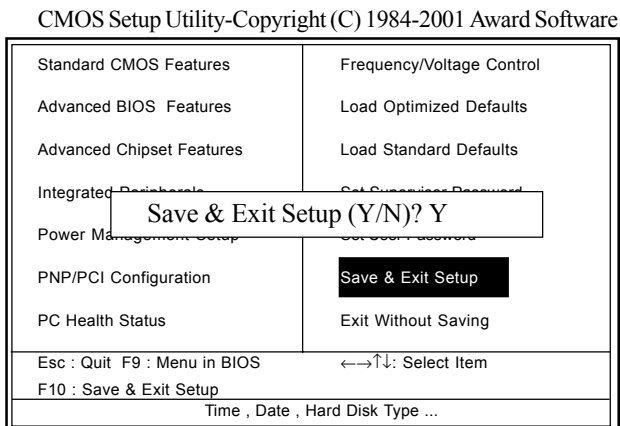 CMOS Setup Utility-Copyright (C) 1984-2001 Award Software
Standard CMOS Features
Advanced BIOS Features
Advanced Chipset Features
Integrated
Power
PNP/PCI Configuration
PC Health Status
Frequency/Voltage Control
Load Optimized Defaults
Load Standard Defaults
Save & Exit Setup
Exit Without Saving
Save & Exit Setup (Y/N)? Y
Esc : Quit F9 : Menu in BIOS
←→↑↓: Select Item
F10 : Save & Exit Setup
Time , Date , Hard Disk Type ...